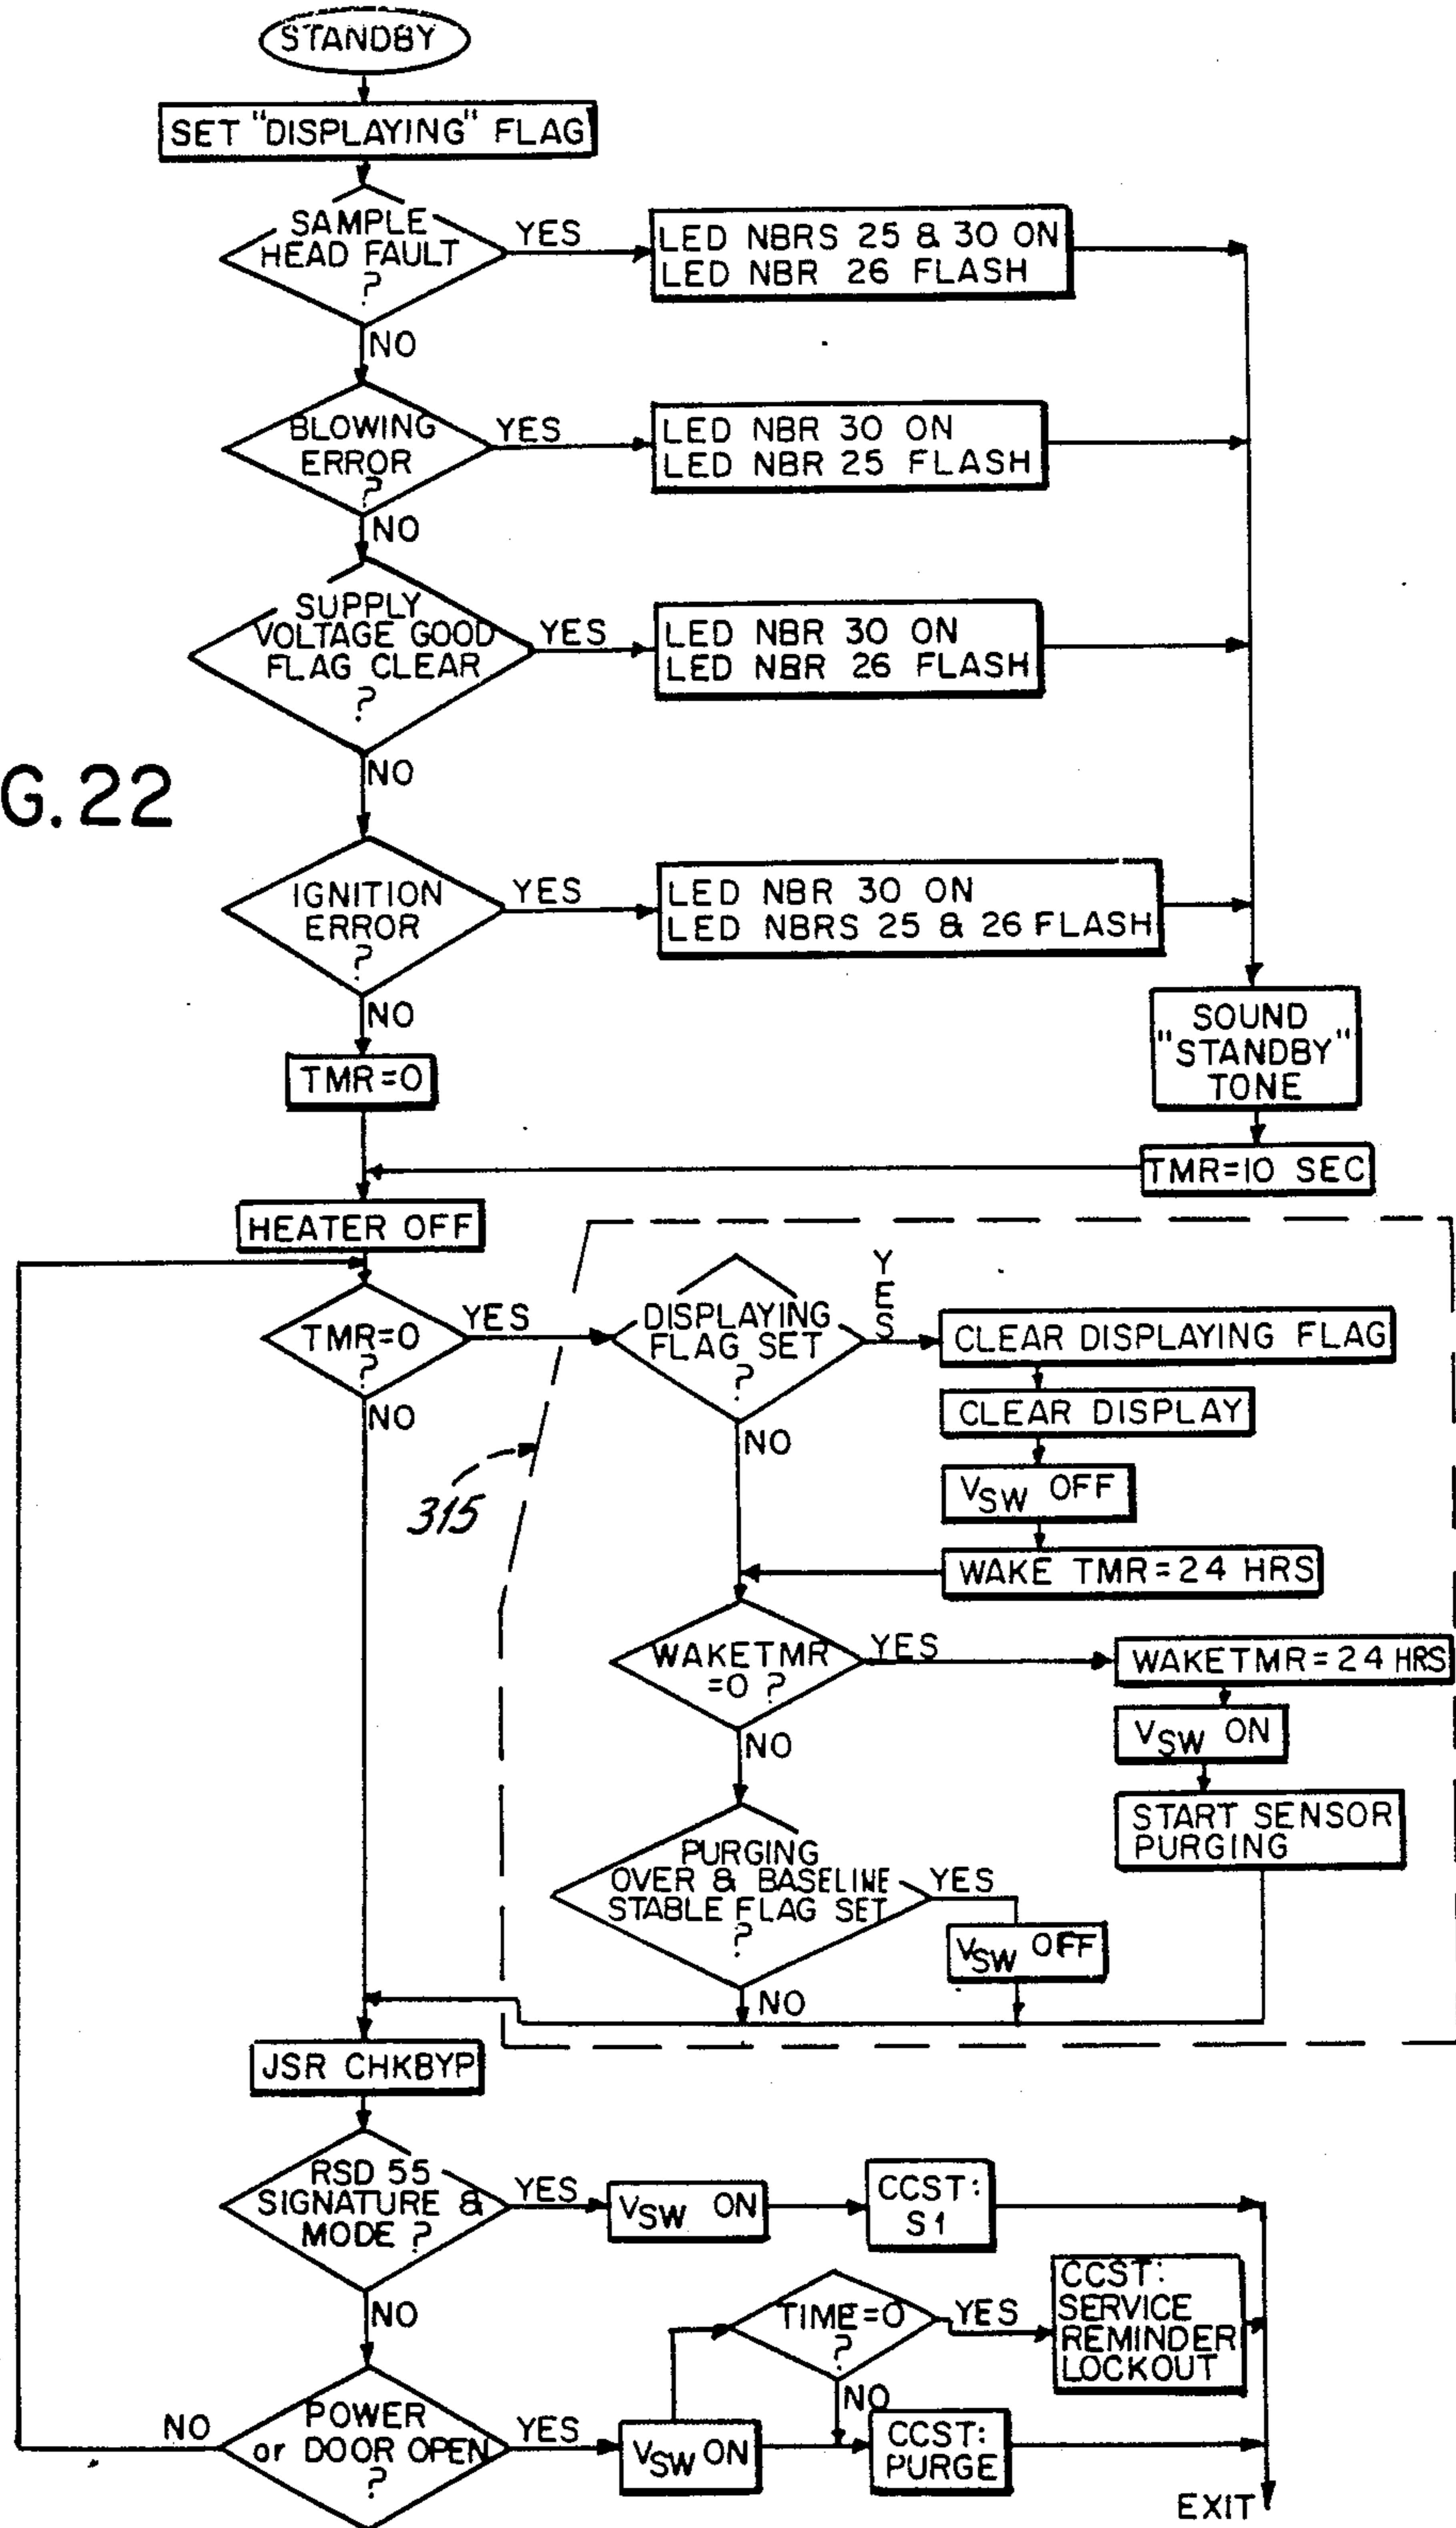 STANDBY
SET "DISPLAYING" FLAG
SAMPLE
HEAD FAULT
?
YES
LED NBRS 25 & 30 ON
LED NBR 26 FLASH
NO
BLOWING
ERROR
?
YES
LED NBR 30 ON
LED NBR 25 FLASH
NO
SUPPLY
VOLTAGE GOOD
FLAG CLEAR
?
YES
LED NBR 30 ON
LED NBR 26 FLASH
NO
G. 22
IGNITION
ERROR
?
YES
LED NBR 30 ON
LED NBRS 25 & 26 FLASH
NO
TMR=0
SOUND
"STANDBY"
TONE
TMR=10 SEC
HEATER OFF
TMR=0
?
YES
NO
315
DISPLAYING
FLAG SET
?
YES
CLEAR DISPLAYING FLAG
CLEAR DISPLAY
VSW OFF
WAKE TMR=24 HRS
NO
WAKETMR
=0 ?
YES
WAKETMR=24 HRS
VSW ON
START SENSOR
PURGING
NO
PURGING
OVER & BASELINE
STABLE FLAG SET
?
YES
VSW OFF
NO
JSR CHKBYP
RSD 55
SIGNATURE &
MODE ?
YES
VSW ON
CCST:
S1
NO
POWER
or DOOR OPEN
?
NO
YES
VSW ON
TIME=0
?
YES
CCST:
SERVICE
REMINDER
LOCKOUT
NO
CCST:
PURGE
EXIT